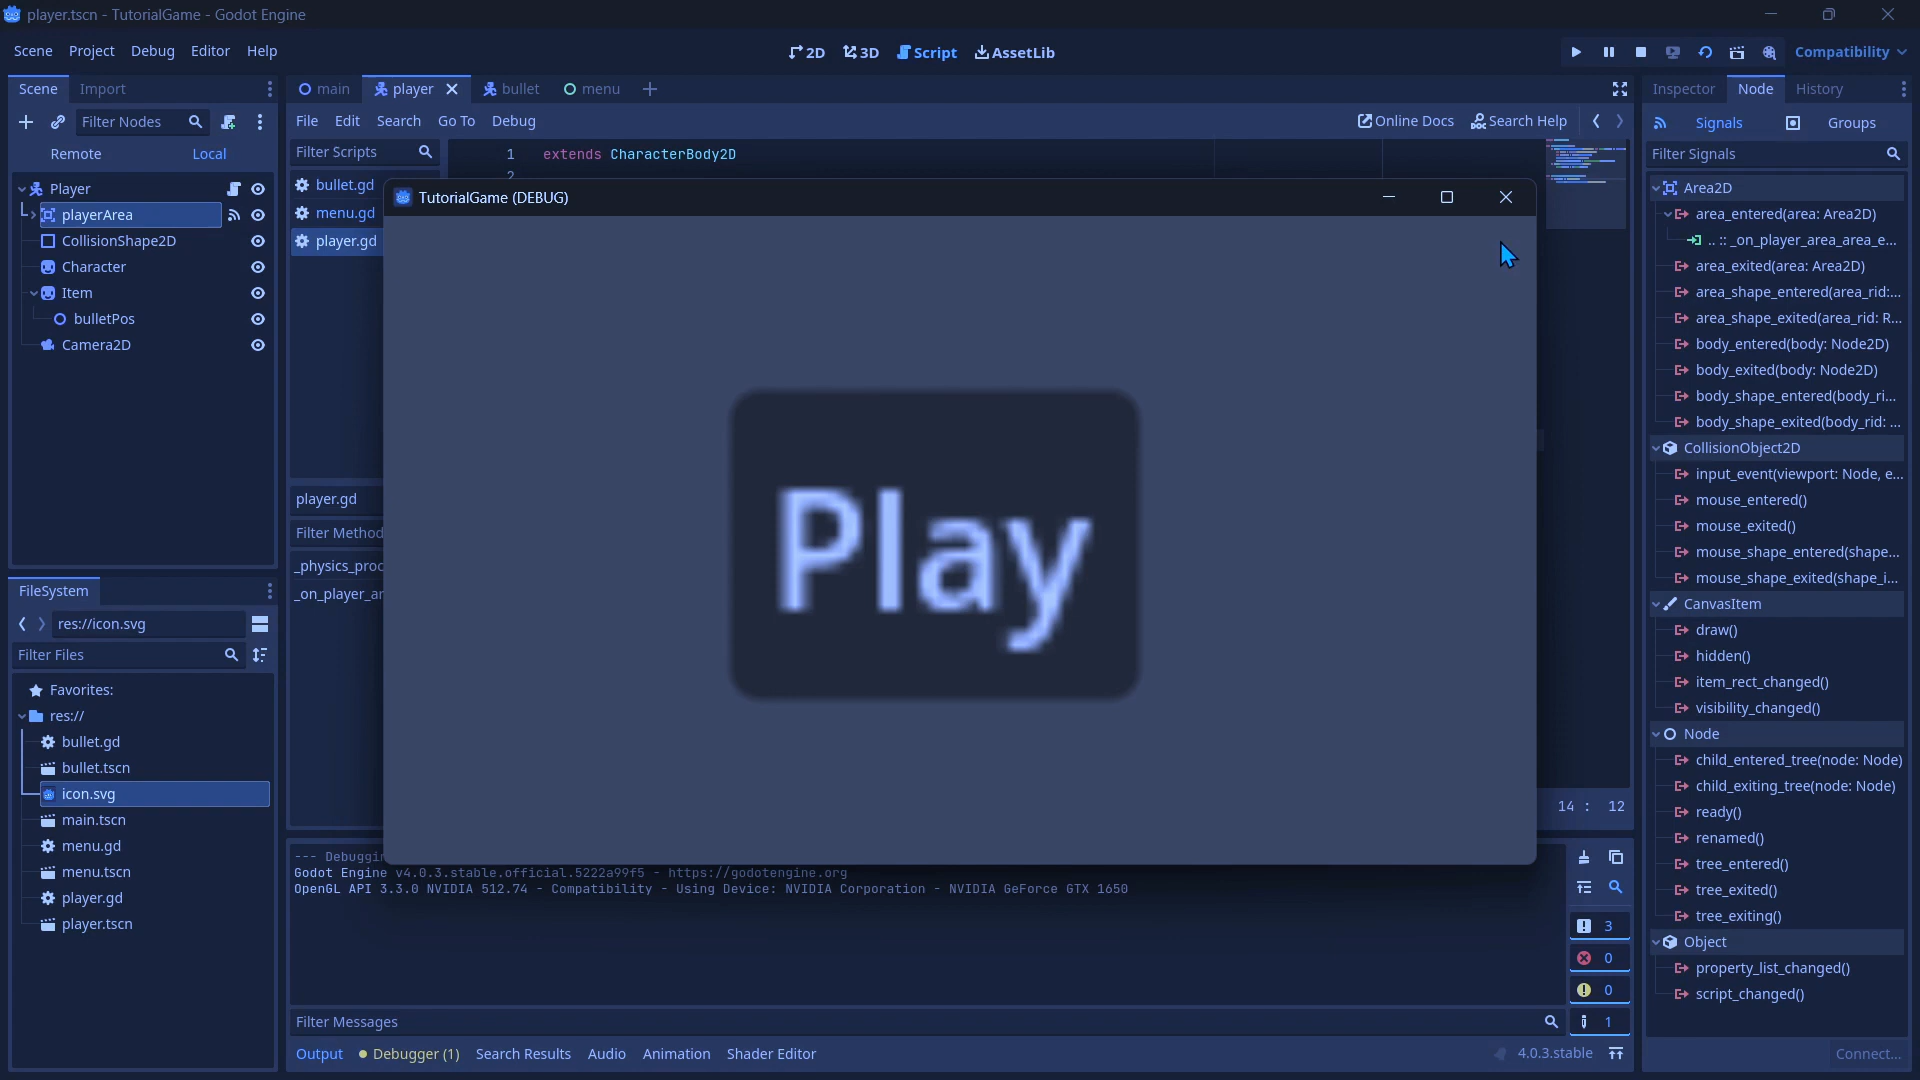 player.tscn - TutorialGame - Godot Engine
Scene Project Debug Editor Help
2D 3D Script AssetLib
Compatibility
Scene Import
Filter Nodes
Remote Local
Player
playerArea
CollisionShape2D
Character
Item
bulletPos
Camera2D
FileSystem
res://icon.svg
Filter Files
Favorites:
res://
bullet.gd
bullet.tscn
icon.svg
main.tscn
menu.gd
menu.tscn
player.gd
player.tscn
main player bullet menu
File Edit Search Go To Debug
Online Docs Search Help
Filter Scripts
bullet.gd
menu.gd
player.gd
player.gd
Filter Method
_physics_proc
_on_player_ar
1 extends CharacterBody2D
2
TutorialGame (DEBUG)
Play
14 : 12
--- Debuggin
Godot Engine v4.0.3.stable.official.5222a99f5 - https://godotengine.org
OpenGL API 3.3.0 NVIDIA 512.74 - Compatibility - Using Device: NVIDIA Corporation - NVIDIA GeForce GTX 1650
3
0
0
1
Filter Messages
Output Debugger (1) Search Results Audio Animation Shader Editor
4.0.3.stable
Inspector Node History
Signals Groups
Filter Signals
Area2D
area_entered(area: Area2D)
.. :: _on_player_area_area_e...
area_exited(area: Area2D)
area_shape_entered(area_rid:...
area_shape_exited(area_rid: R...
body_entered(body: Node2D)
body_exited(body: Node2D)
body_shape_entered(body_ri...
body_shape_exited(body_rid: ...
CollisionObject2D
input_event(viewport: Node, e...
mouse_entered()
mouse_exited()
mouse_shape_entered(shape...
mouse_shape_exited(shape_i...
CanvasItem
draw()
hidden()
item_rect_changed()
visibility_changed()
Node
child_entered_tree(node: Node)
child_exiting_tree(node: Node)
ready()
renamed()
tree_entered()
tree_exited()
tree_exiting()
Object
property_list_changed()
script_changed()
Connect...